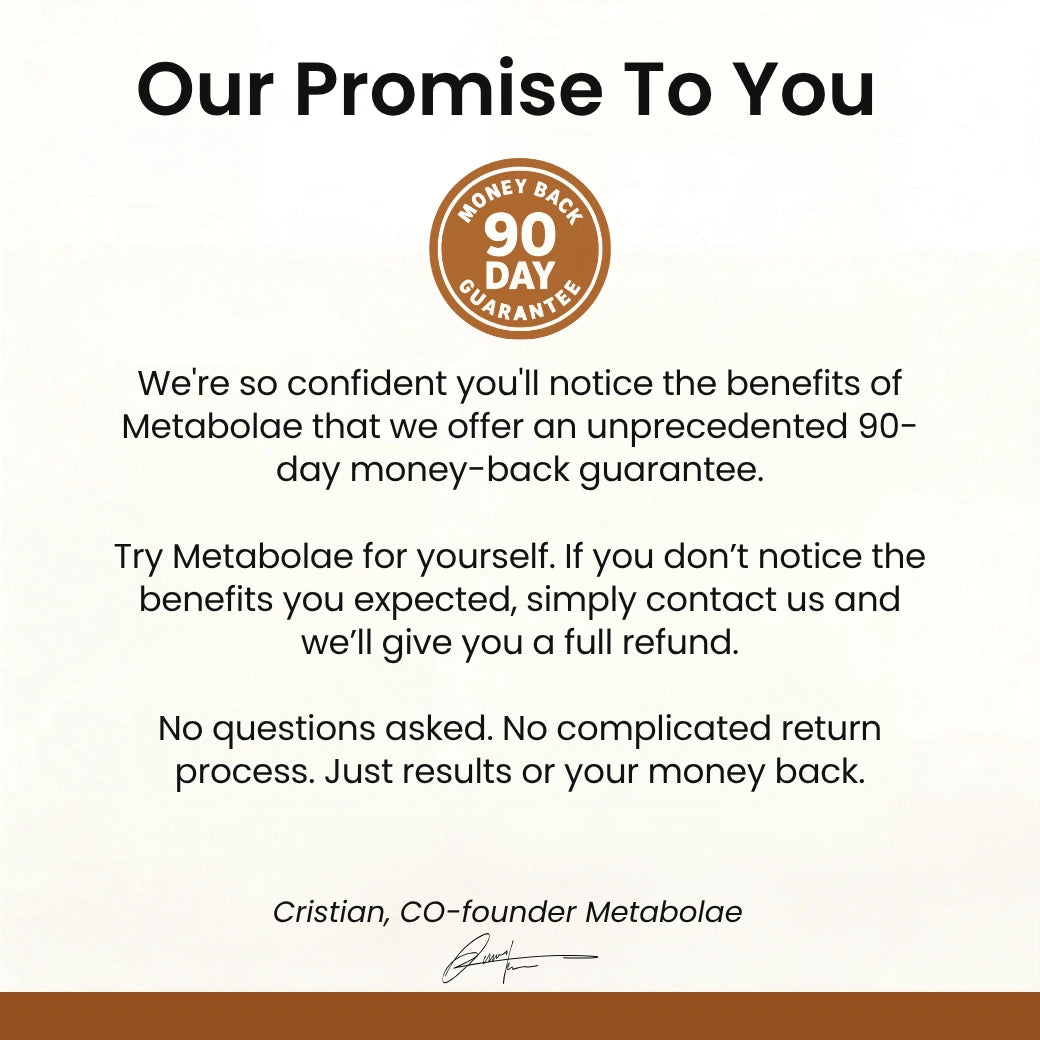 Our Promise To You
MONEY BACK
90
DAY
GUARANTEE
We're so confident you'll notice the benefits of
Metabolae that we offer an unprecedented 90-
day money-back guarantee.
Try Metabolae for yourself. If you don’t notice the
benefits you expected, simply contact us and
we’ll give you a full refund.
No questions asked. No complicated return
process. Just results or your money back.
Cristian, CO-founder Metabolae